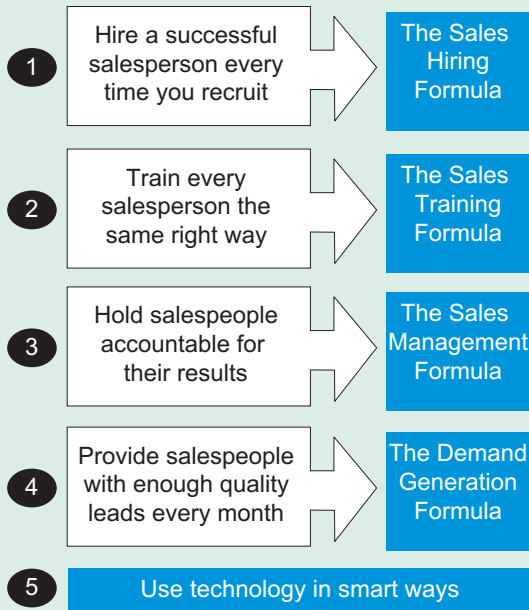 1
Hire a successful
salesperson every
time you recruit
The Sales
Hiring
Formula
2
Train every
salesperson the
same right way
The Sales
Training
Formula
3
Hold salespeople
accountable for
their results
The Sales
Management
Formula
4
Provide salespeople
with enough quality
leads every month
The Demand
Generation
Formula
5
Use technology in smart ways